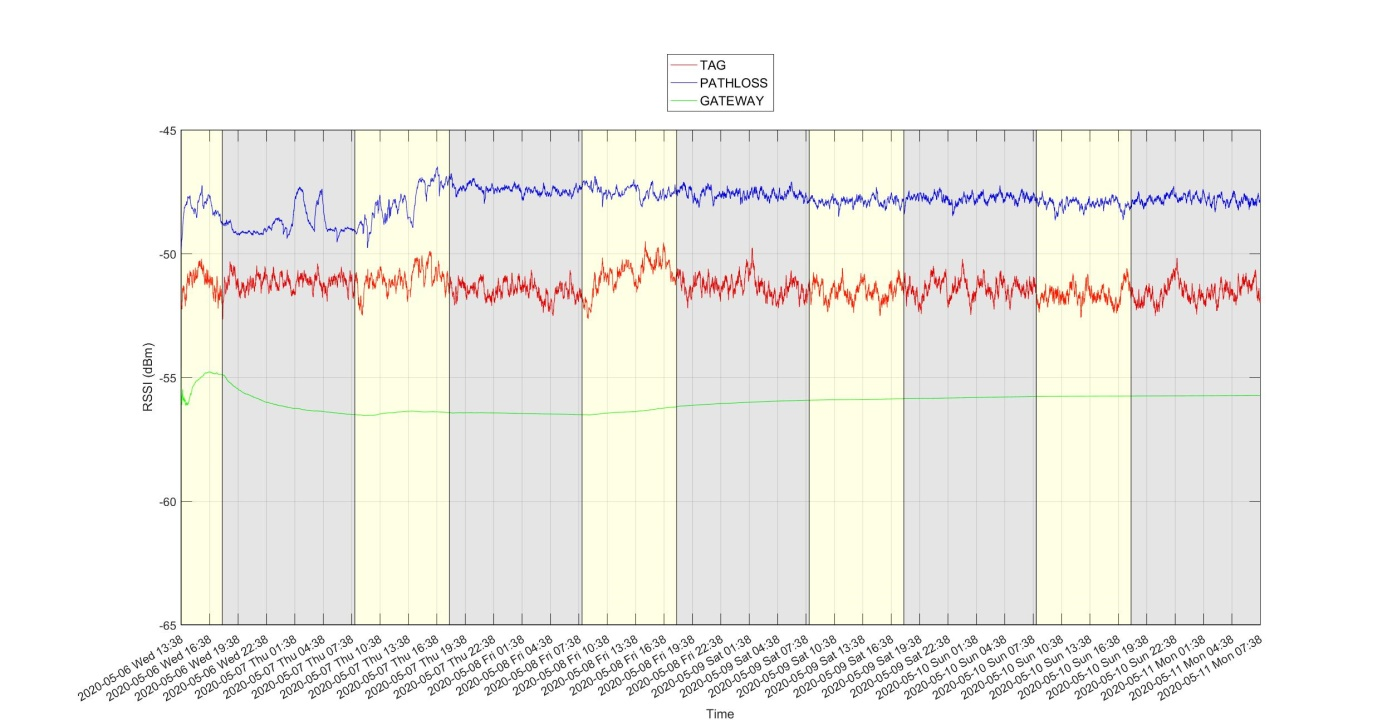 TAG
PATHLOSS
GATEWAY
-45
-50
-55
-60
-65
RSSI (dBm)
2020-05-06 Wed 13:38
2020-05-06 Wed 16:38
2020-05-06 Wed 19:38
2020-05-06 Wed 22:38
2020-05-07 Thu 01:38
2020-05-07 Thu 04:38
2020-05-07 Thu 07:38
2020-05-07 Thu 10:38
2020-05-07 Thu 13:38
2020-05-07 Thu 16:38
2020-05-07 Thu 19:38
2020-05-07 Thu 22:38
2020-05-08 Fri 01:38
2020-05-08 Fri 04:38
2020-05-08 Fri 07:38
2020-05-08 Fri 10:38
2020-05-08 Fri 13:38
2020-05-08 Fri 16:38
2020-05-08 Fri 19:38
2020-05-08 Fri 22:38
2020-05-09 Sat 01:38
2020-05-09 Sat 04:38
2020-05-09 Sat 07:38
2020-05-09 Sat 10:38
2020-05-09 Sat 13:38
2020-05-09 Sat 16:38
2020-05-09 Sat 19:38
2020-05-09 Sat 22:38
2020-05-10 Sun 01:38
2020-05-10 Sun 04:38
2020-05-10 Sun 07:38
2020-05-10 Sun 10:38
2020-05-10 Sun 13:38
2020-05-10 Sun 16:38
2020-05-10 Sun 19:38
2020-05-10 Sun 22:38
2020-05-11 Mon 01:38
2020-05-11 Mon 04:38
2020-05-11 Mon 07:38
Time